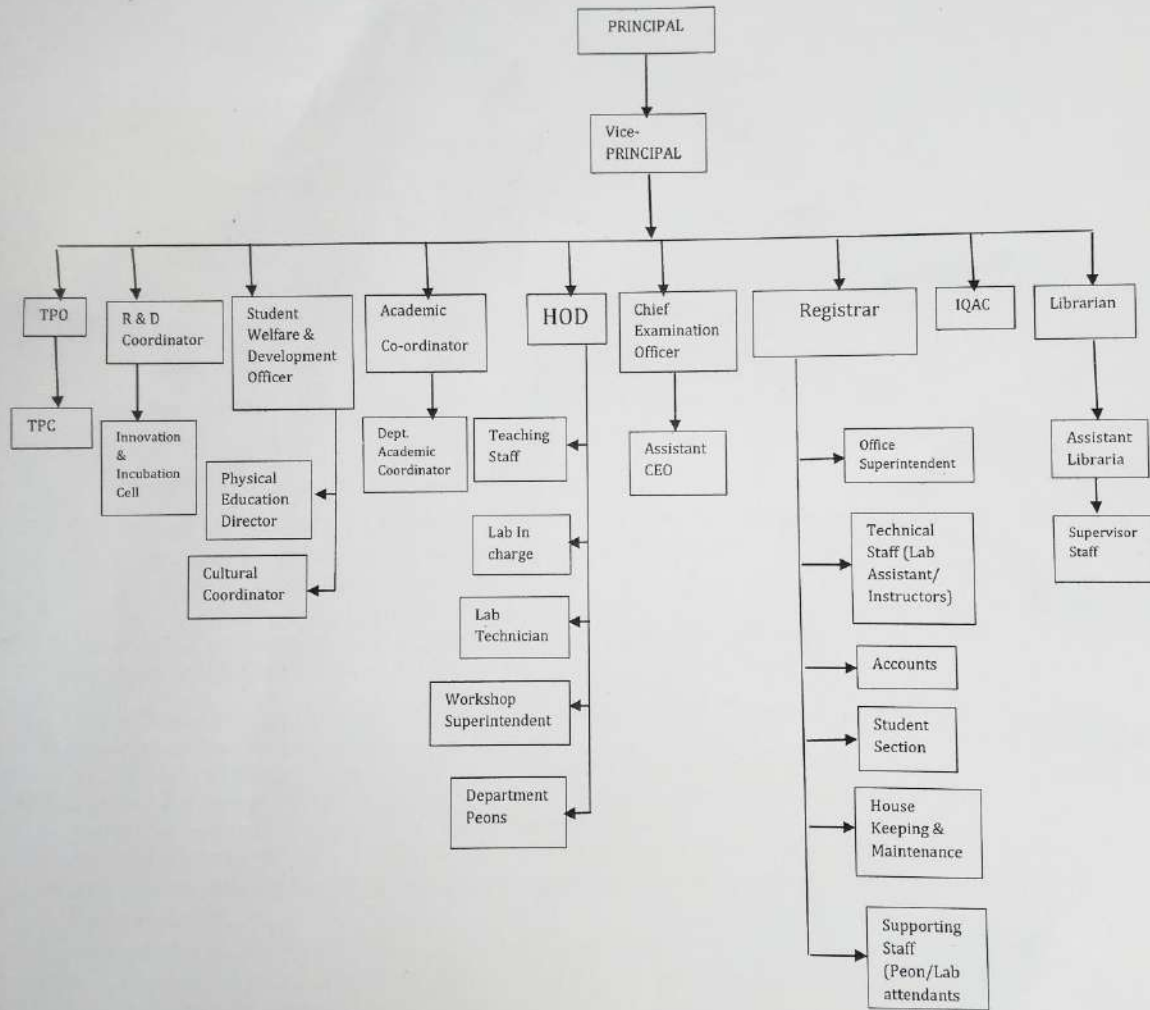 PRINCIPAL
Vice-
PRINCIPAL
TPO
R & D
Coordinator
Student
Welfare &
Development
Officer
Academic
Co-ordinator
HOD
Chief
Examination
Officer
Registrar
IQAC
Librarian
TPC
Innovation
&
Incubation
Cell
Physical
Education
Director
Cultural
Coordinator
Dept.
Academic
Coordinator
Teaching
Staff
Lab In
charge
Lab
Technician
Workshop
Superintendent
Department
Peons
Assistant
CEO
Office
Superintendent
Technical
Staff (Lab
Assistant/
Instructors)
Accounts
Student
Section
House
Keeping &
Maintenance
Supporting
Staff
(Peon/Lab
attendants
Assistant
Libraria
Supervisor
Staff